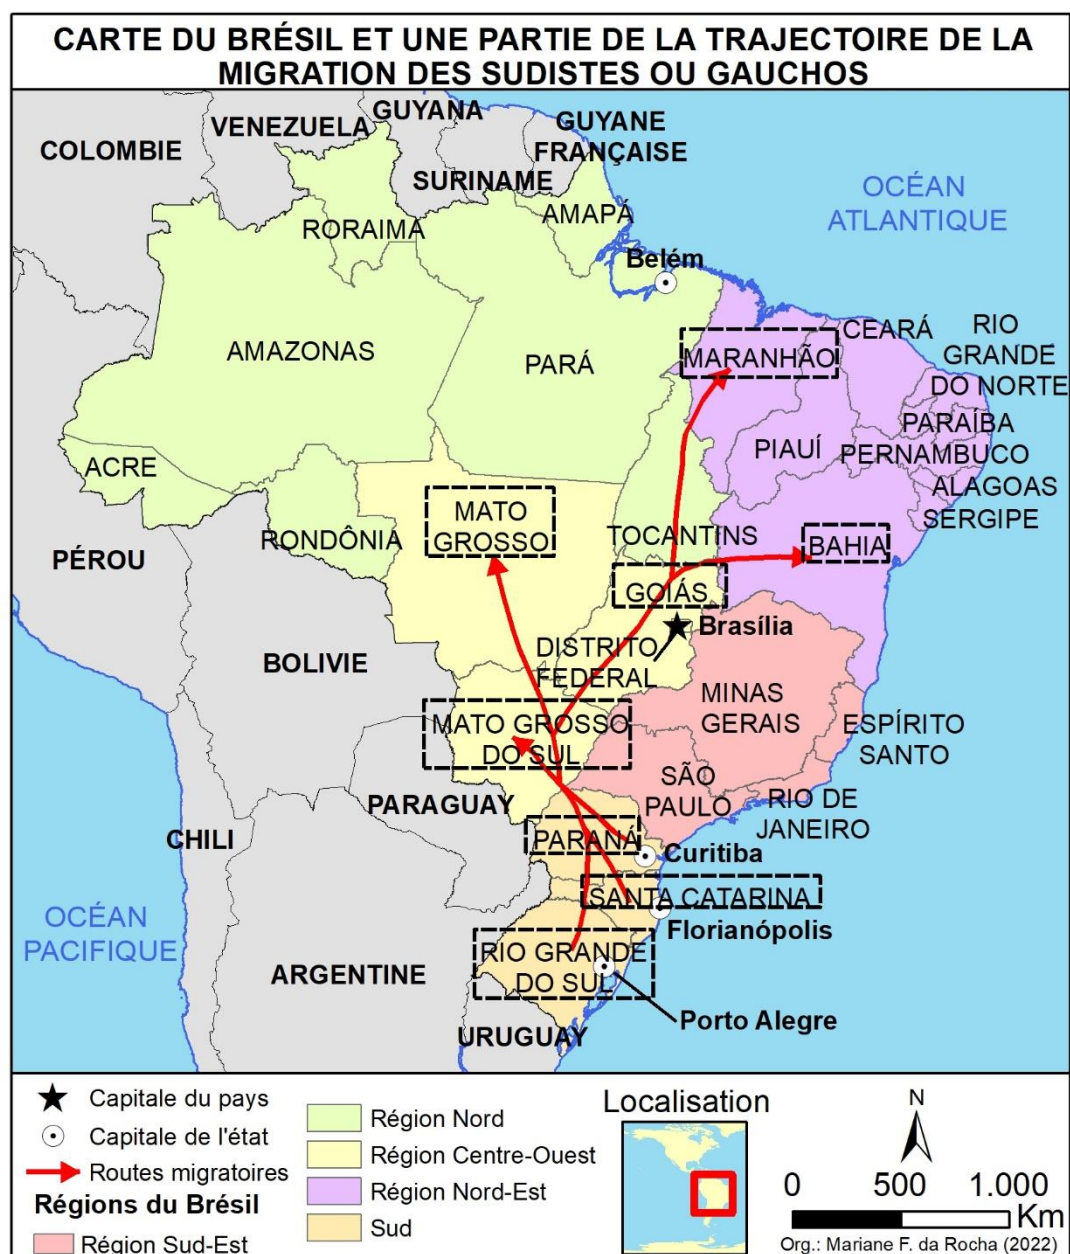 CARTE DU BRÉSIL ET UNE PARTIE DE LA TRAJECTOIRE DE LA
MIGRATION DES SUDISTES OU GAUCHOS
COLOMBIE
VENEZUELA
GUYANA
GUYANE
FRANÇAISE
SURINAME
OCÉAN
ATLANTIQUE
RORAIMA
AMAPÁ
Belém
AMAZONAS
PARÁ
MARANHÃO
CEARÁ
RIO
GRANDE
DO NORTE
PARAÍBA
PIAUÍ
PERNAMBUCO
ALAGOAS
SERGIPE
ACRE
RONDÔNIA
MATO
GROSSO
TOCANTINS
BAHIA
PÉROU
GOIÁS
Brasília
DISTRITO
FEDERAL
BOLIVIE
MINAS
GERAIS
MATO GROSSO
DO SUL
ESPÍRITO
SANTO
SÃO
PAULO
RIO DE
JANEIRO
PARAGUAY
CHILI
PARANÁ
Curitiba
SANTA CATARINA
Florianópolis
OCÉAN
PACIFIQUE
ARGENTINE
RIO GRANDE
DO SUL
Porto Alegre
URUGUAY
Capitale du pays
Capitale de l'état
Routes migratoires
Régions du Brésil
Région Sud-Est
Région Nord
Région Centre-Ouest
Région Nord-Est
Sud
Localisation
N
0 500 1.000
Km
Org.: Mariane F. da Rocha (2022)